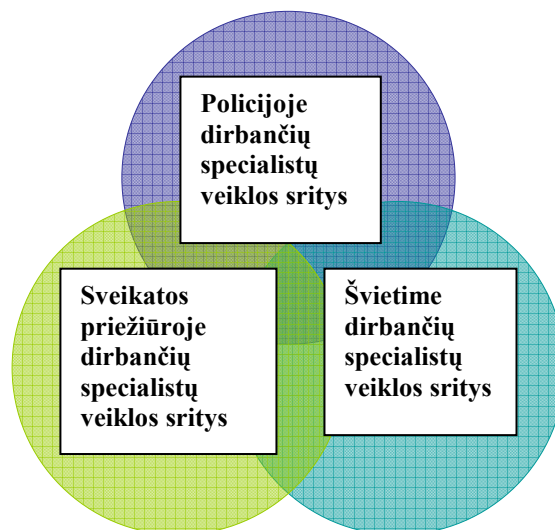 Policijoje
dirbančių
specialistų
veiklos sritys
Sveikatos
priežiūroje
dirbančių
specialistų
veiklos sritys
Švietime
dirbančių
specialistų
veiklos sritys